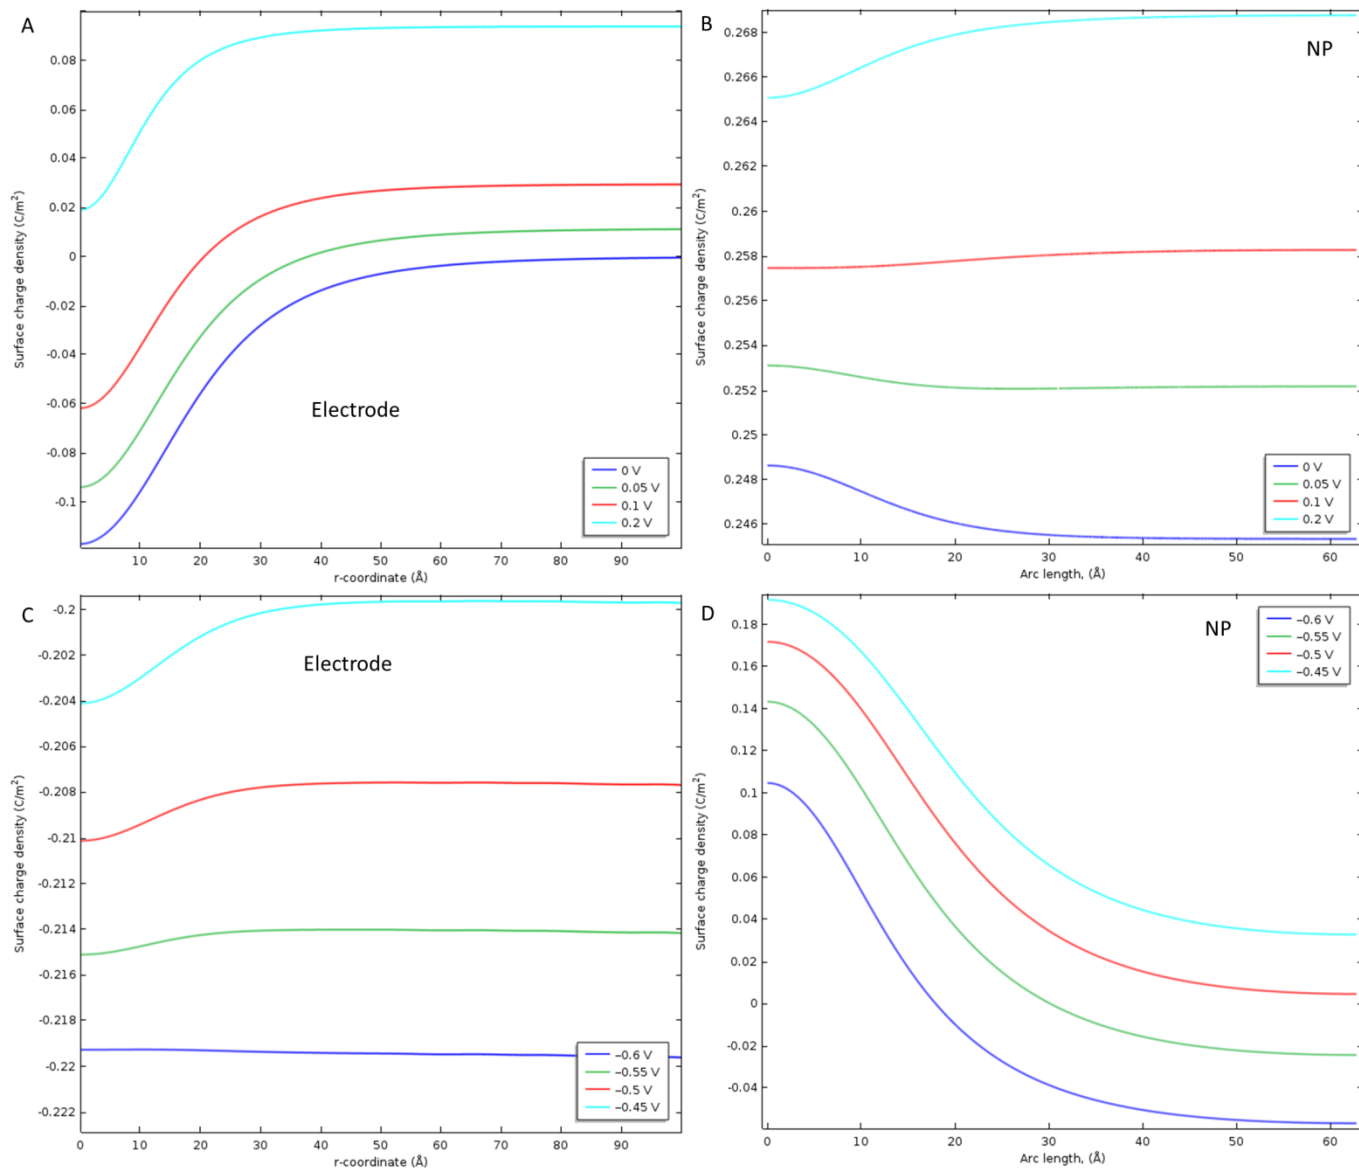 A
Surface charge density (C/m²)
0.08
0.06
0.04
0.02
0
-0.02
-0.04
-0.06
-0.08
-0.1
Electrode
0 V
0.05 V
0.1 V
0.2 V
0 10 20 30 40 50 60 70 80 90
r-coordinate (Å)
B
NP
Surface charge density (C/m²)
0.268
0.266
0.264
0.262
0.26
0.258
0.256
0.254
0.252
0.25
0.248
0.246
0 V
0.05 V
0.1 V
0.2 V
0 10 20 30 40 50 60
Arc length, (Å)
C
Electrode
Surface charge density (C/m²)
-0.2
-0.202
-0.204
-0.206
-0.208
-0.21
-0.212
-0.214
-0.216
-0.218
-0.22
-0.222
−0.6 V
−0.55 V
−0.5 V
−0.45 V
0 10 20 30 40 50 60 70 80 90
r-coordinate (Å)
D
NP
−0.6 V
−0.55 V
−0.5 V
−0.45 V
Surface charge density (C/m²)
0.18
0.16
0.14
0.12
0.1
0.08
0.06
0.04
0.02
0
-0.02
-0.04
0 10 20 30 40 50 60
Arc length, (Å)